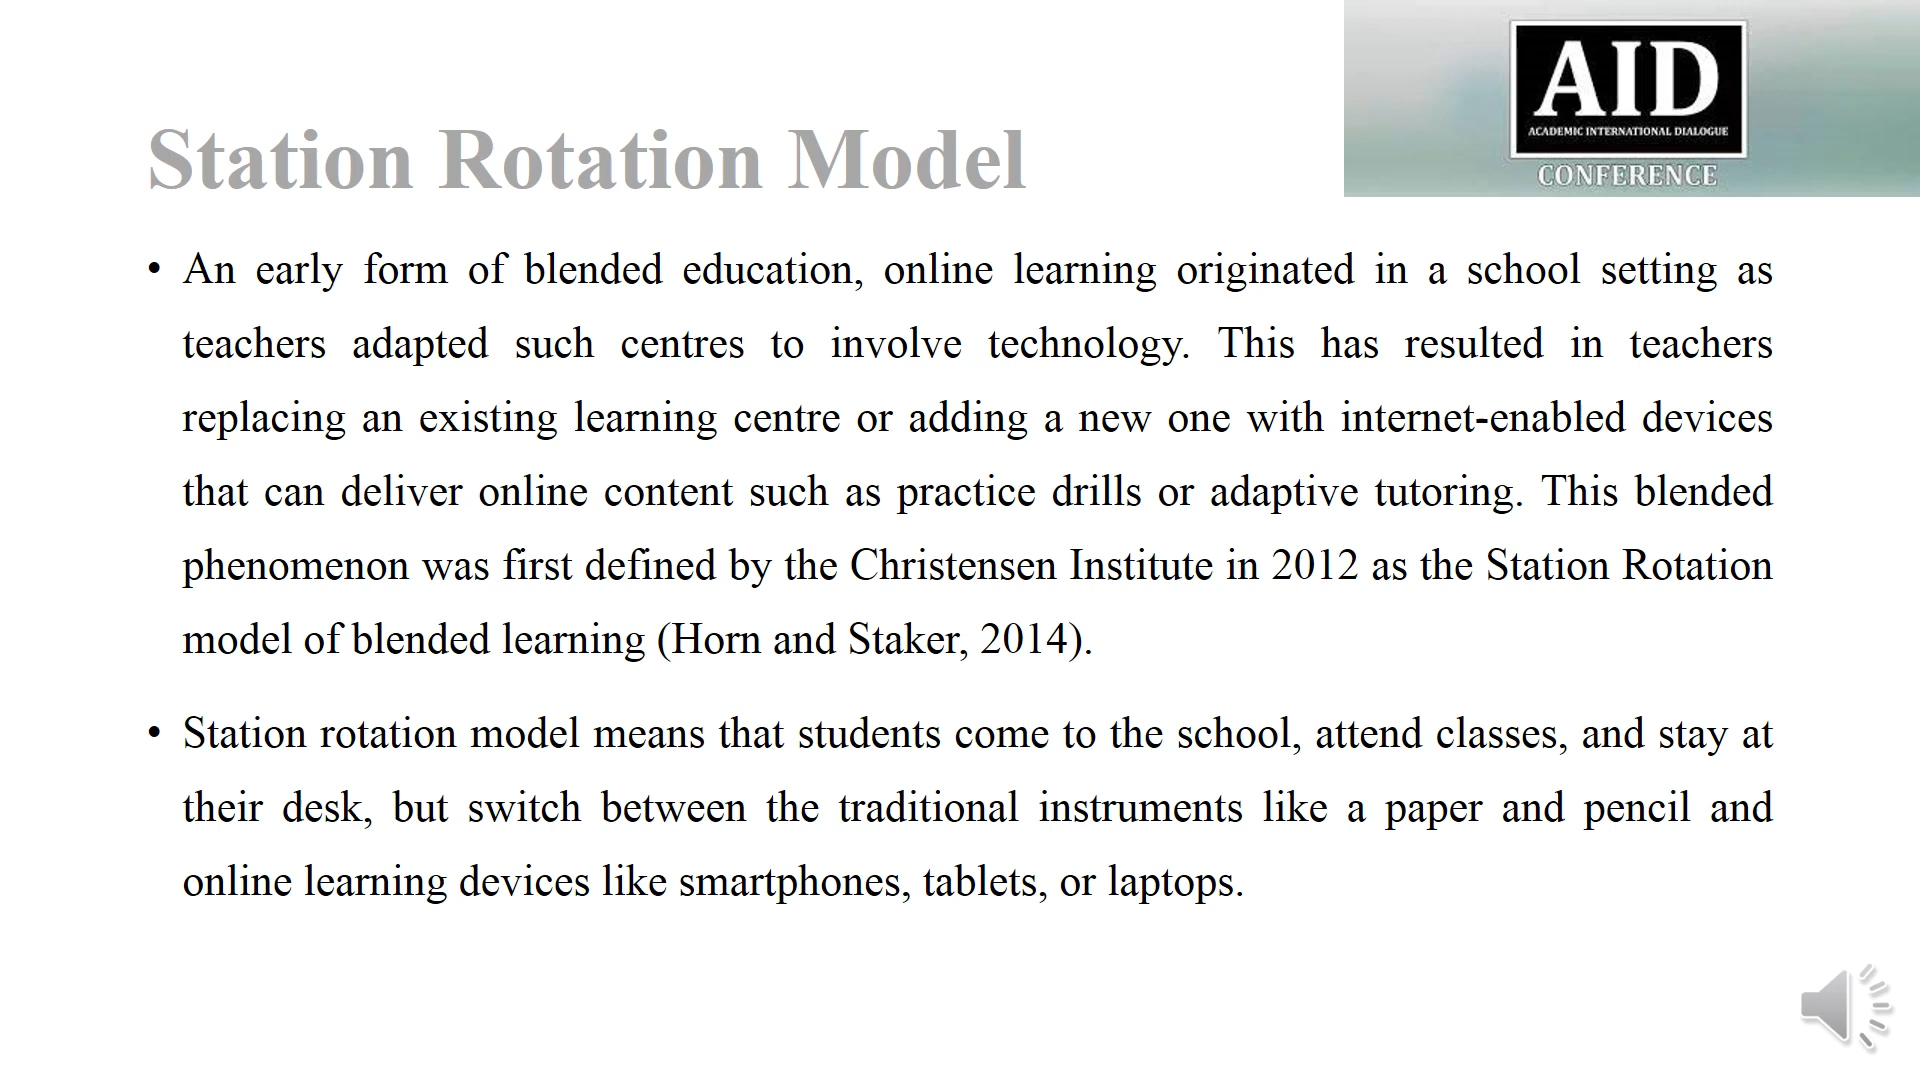 AID
ACADEMIC INTERNATIONAL DIALOGUE
CONFERENCE
Station Rotation Model
• An early form of blended education, online learning originated in a school setting as
teachers adapted such centres to involve technology. This has resulted in teachers
replacing an existing learning centre or adding a new one with internet-enabled devices
that can deliver online content such as practice drills or adaptive tutoring. This blended
phenomenon was first defined by the Christensen Institute in 2012 as the Station Rotation
model of blended learning (Horn and Staker, 2014).
• Station rotation model means that students come to the school, attend classes, and stay at
their desk, but switch between the traditional instruments like a paper and pencil and
online learning devices like smartphones, tablets, or laptops.